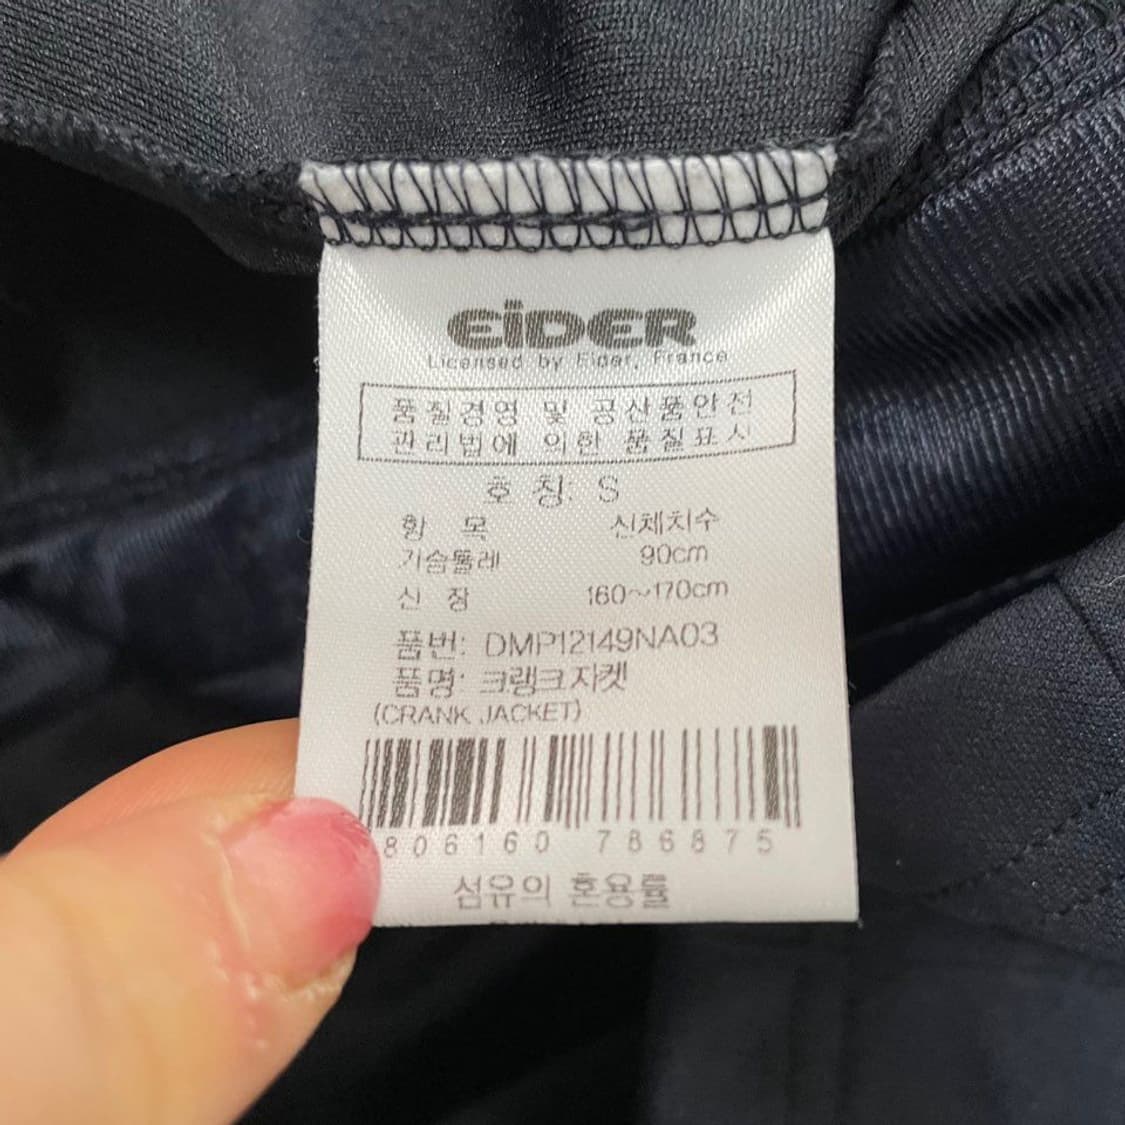 EiDER
Licensed by Eider, France
품질경영 및 공산품안전
관리법에 의한 품질표시
호 칭: S
항 목 신체치수
가슴둘레 90cm
신 장 160~170cm
품번: DMP12149NA03
품명: 크랭크자켓
(CRANK JACKET)
806160 786875
섬유의 혼용률